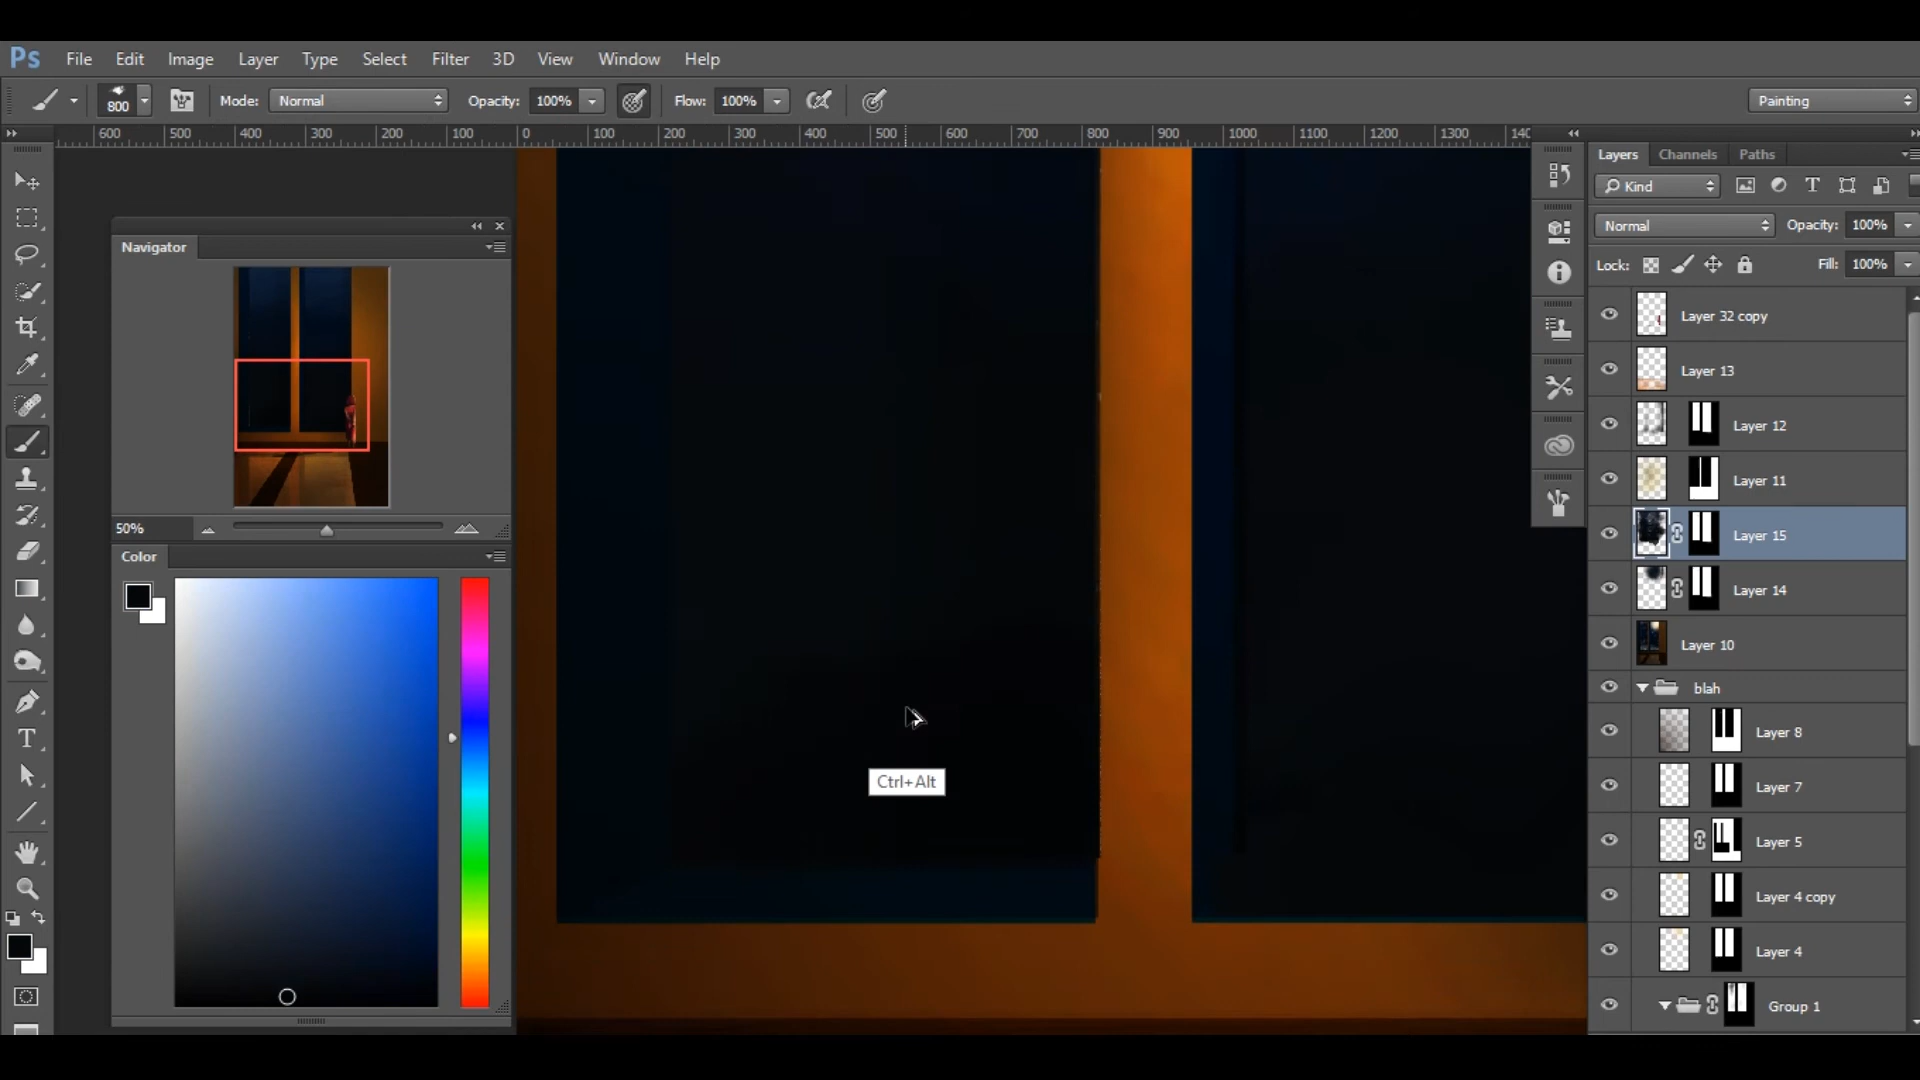 Ps File Edit Image Layer Type Select Filter 3D View Window Help
800 Mode: Normal Opacity: 100% Flow: 100% Painting
600 500 400 300 200 100 0 100 200 300 400 500 600 700 800 900 1000 1100 1200 1300 140
Layers Channels Paths
Kind T
Normal Opacity: 100%
Lock: Fill: 100%
Navigator
50%
Color
Ctrl+Alt
Layer 32 copy
Layer 13
Layer 12
Layer 11
Layer 15
Layer 14
Layer 10
blah
Layer 8
Layer 7
Layer 5
Layer 4 copy
Layer 4
Group 1